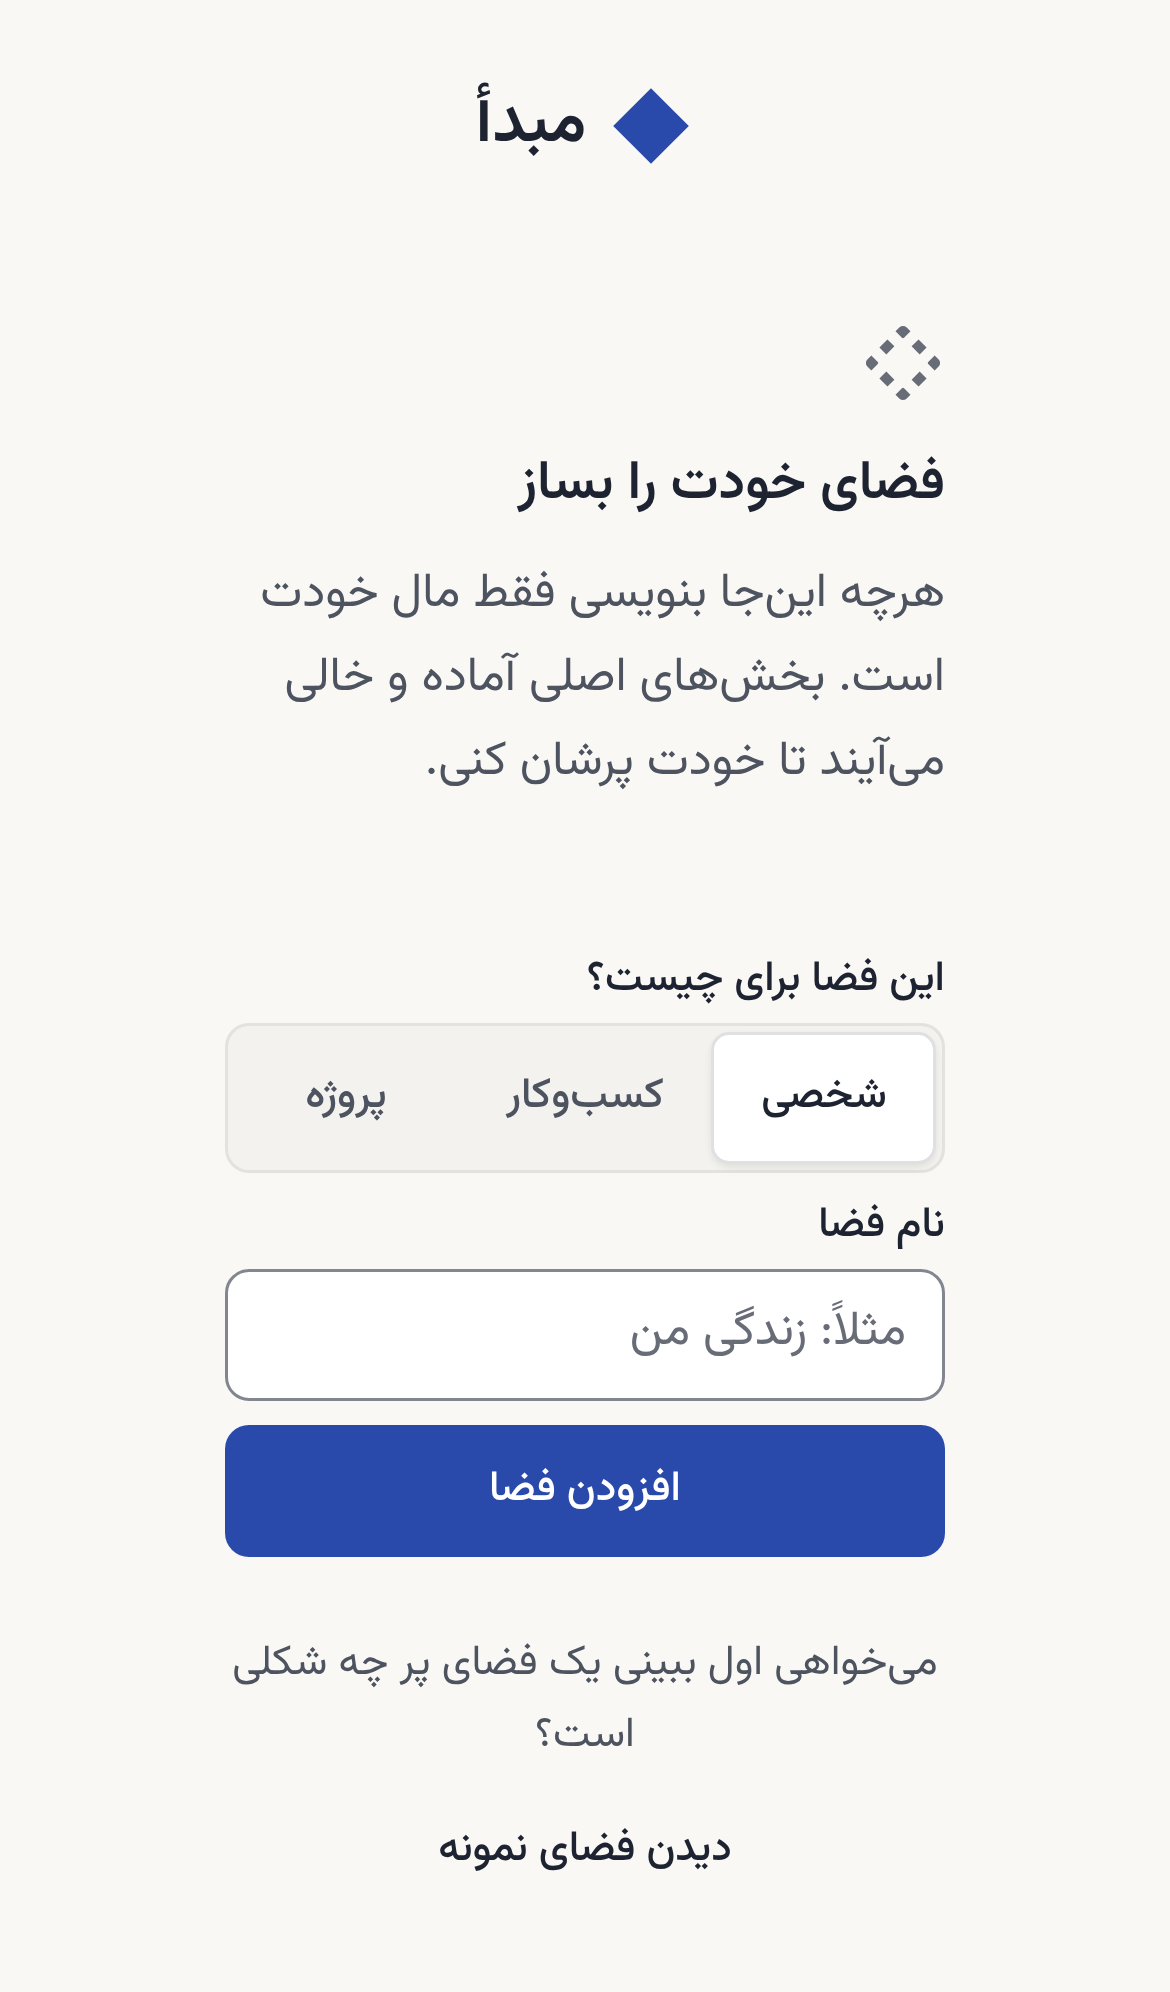 مبدأ
فضای خودت را بساز
هرچه این‌جا بنویسی فقط مال خودت
است. بخش‌های اصلی آماده و خالی
می‌آیند تا خودت پرشان کنی.
این فضا برای چیست؟
شخصی
کسب‌وکار
پروژه
نام فضا
مثلاً: زندگی من
افزودن فضا
می‌خواهی اول ببینی یک فضای پر چه شکلی
است؟
دیدن فضای نمونه